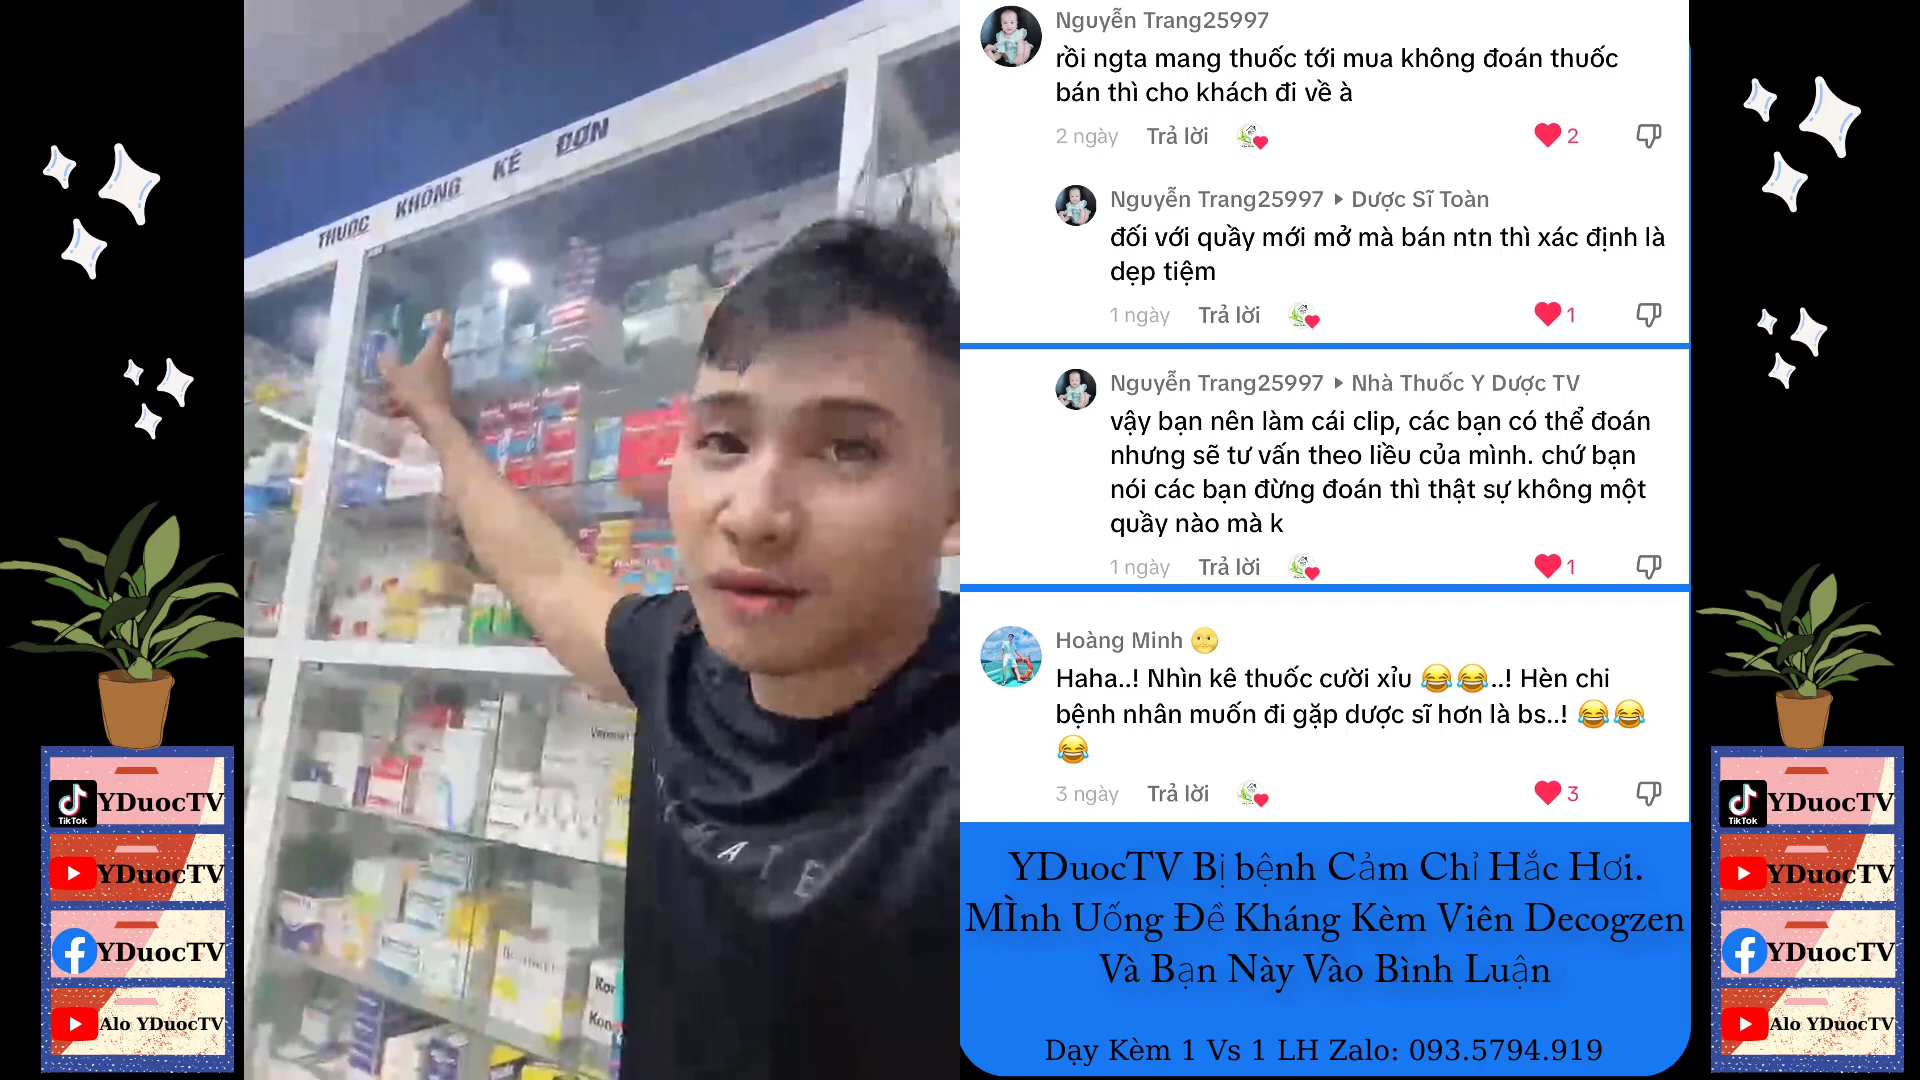 THUỐC KHÔNG KÊ ĐƠN
Nguyễn Trang25997
rồi ngta mang thuốc tới mua không đoán thuốc
bán thì cho khách đi về à
2 ngày Trả lời 2
Nguyễn Trang25997 Dược Sĩ Toàn
đối với quầy mới mở mà bán ntn thì xác định là
dẹp tiệm
1 ngày Trả lời 1
Nguyễn Trang25997 Nhà Thuốc Y Dược TV
vậy bạn nên làm cái clip, các bạn có thể đoán
nhưng sẽ tư vấn theo liều của mình. chứ bạn
nói các bạn đừng đoán thì thật sự không một
quầy nào mà k
1 ngày Trả lời 1
Hoàng Minh 🌝
Haha..! Nhìn kê thuốc cười xỉu 😂😂..! Hèn chi
bệnh nhân muốn đi gặp dược sĩ hơn là bs..! 😂😂
😂
3 ngày Trả lời 3
YDuocTV Bị bệnh Cảm Chỉ Hắc Hơi.
MÌnh Uống Đề Kháng Kèm Viên Decogzen
Và Bạn Này Vào Bình Luận
Dạy Kèm 1 Vs 1 LH Zalo: 093.5794.919
TikTok YDuocTV
YDuocTV
YDuocTV
Alo YDuocTV
TikTok YDuocTV
YDuocTV
YDuocTV
Alo YDuocTV